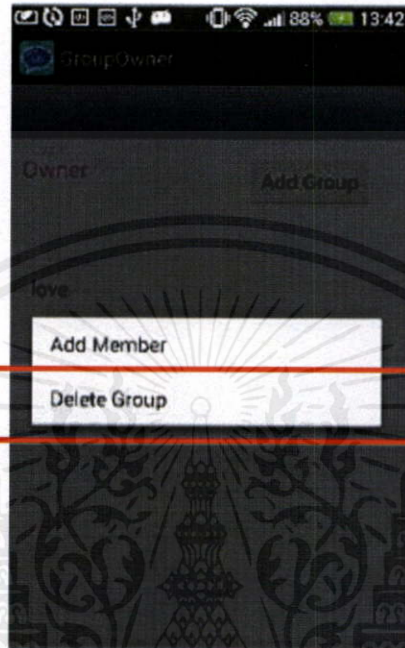 88% 13:42
GroupOwner
Owner
Add Group
love
Add Member
Delete Group